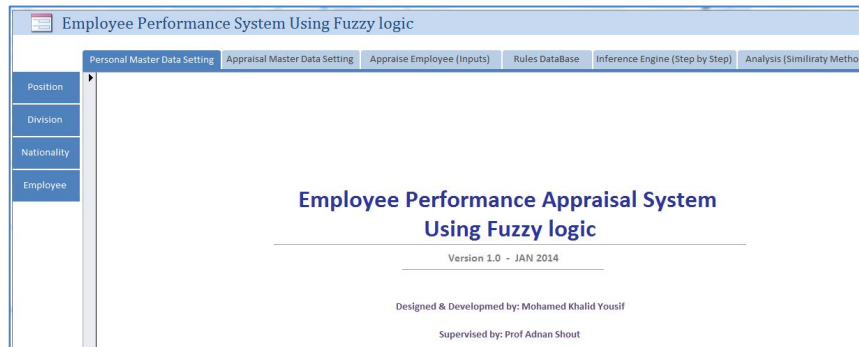 Employee Performance System Using Fuzzy logic
Personal Master Data Setting Appraisal Master Data Setting Appraise Employee (Inputs) Rules DataBase Inference Engine (Step by Step) Analysis (Similiraty Metho
Position
Division
Nationality
Employee
Employee Performance Appraisal System
Using Fuzzy logic
Version 1.0 - JAN 2014
Designed & Developmed by: Mohamed Khalid Yousif
Supervised by: Prof Adnan Shout